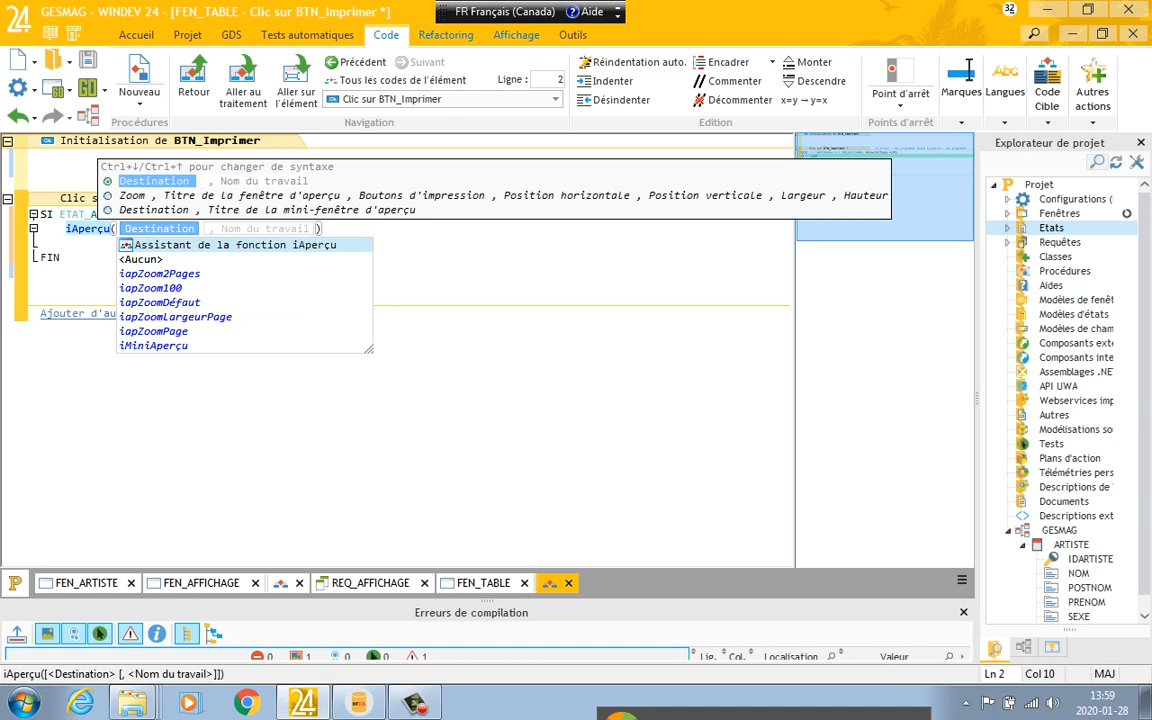 24 GESMAG - WINDEV 24 - [FEN_TABLE - Clic sur BTN_Imprimer *]
FR Français (Canada) ? Aide
32
Accueil Projet GDS Tests automatiques Code Refactoring Affichage Outils
Nouveau
Retour
Aller au traitement
Aller sur l'élément
Précédent Suivant
Tous les codes de l'élément
Ligne : 2
Clic sur BTN_Imprimer
Réindentation auto.
Indenter
Désindenter
Encadrer
// Commenter
// Décommenter
Monter
Descendre
x=y→y=x
Point d'arrêt
Marques
Abc
Langues
Code Cible
Autres actions
Procédures Navigation Edition Points d'arrêt
Initialisation de BTN_Imprimer
Ctrl+↓/Ctrl+↑ pour changer de syntaxe
Destination , Nom du travail
Zoom , Titre de la fenêtre d'aperçu , Boutons d'impression , Position horizontale , Position verticale , Largeur , Hauteur
Destination , Titre de la mini-fenêtre d'aperçu
Clic s
SI ETAT_A
iAperçu( Destination , Nom du travail )
FIN
Assistant de la fonction iAperçu
<Aucun>
iapZoom2Pages
iapZoom100
iapZoomDéfaut
iapZoomLargeurPage
iapZoomPage
iMiniAperçu
Ajouter d'au
Explorateur de projet
Projet
Configurations (
Fenêtres
Etats
Requêtes
Classes
Procédures
Aides
Modèles de fenêt
Modèles d'états
Modèles de cham
Composants exte
Composants inte
Assemblages .NET
API UWA
Webservices imp
Autres
Modélisations so
Tests
Plans d'action
Télémétries pers
Descriptions de
Documents
Descriptions ext
GESMAG
ARTISTE
IDARTISTE
NOM
POSTNOM
PRENOM
SEXE
FEN_ARTISTE FEN_AFFICHAGE REQ_AFFICHAGE FEN_TABLE
Erreurs de compilation
0 1 0 0 1
Lig. Col. Localisation Valeur
iAperçu([<Destination> [, <Nom du travail>]])
Ln 2 Col 10 MAJ
24
13:59
2020-01-28